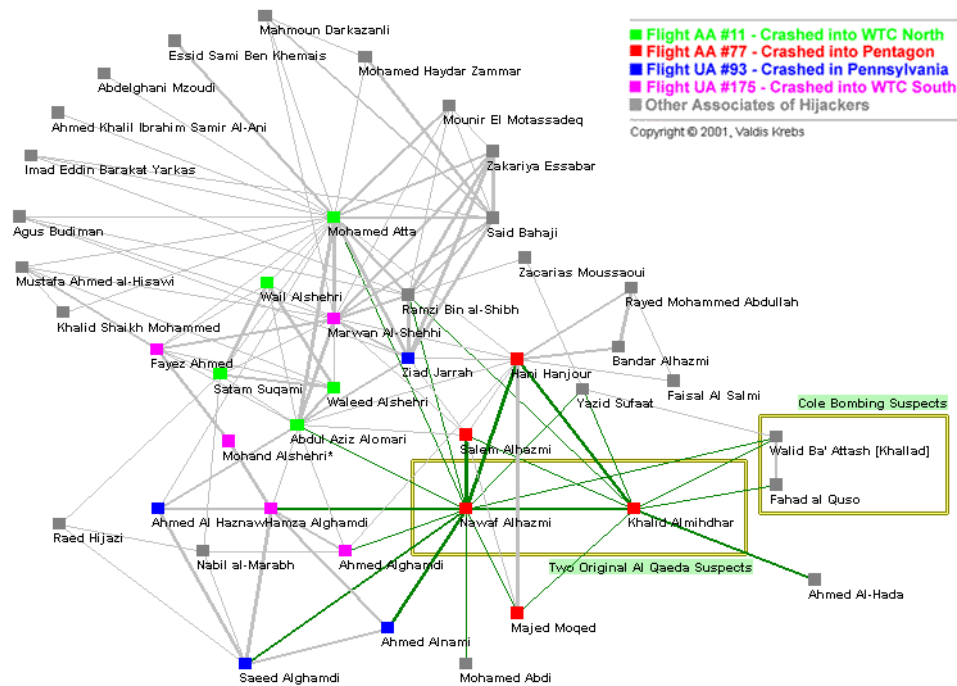 Mahmoun Darkazanli
Flight AA #11 - Crashed into WTC North
Flight AA #77 - Crashed into Pentagon
Flight UA #93 - Crashed in Pennsylvania
Flight UA #175 - Crashed into WTC South
Other Associates of Hijackers
Copyright © 2001, Valdis Krebs
Essid Sami Ben Khemais
Mohamed Haydar Zammar
Abdelghani Mzoudi
Mounir El Motassadeq
Ahmed Khalil Ibrahim Samir Al-Ani
Zakariya Essabar
Imad Eddin Barakat Yarkas
Agus Budiman
Mohamed Atta
Said Bahaji
Zacarias Moussaoui
Mustafa Ahmed al-Hisawi
Wail Alshehri
Ramzi Bin al-Shibh
Rayed Mohammed Abdullah
Khalid Shaikh Mohammed
Marwan Al-Shehhi
Fayez Ahmed
Ziad Jarrah
Hani Hanjour
Bandar Alhazmi
Satam Suqami
Waleed Alshehri
Yazid Sufaat
Faisal Al Salmi
Cole Bombing Suspects
Abdul Aziz Alomari
Mohand Alshehri*
Salem Alhazmi
Walid Ba' Attash [Khallad]
Fahad al Quso
Ahmed Al Haznawi
Hamza Alghamdi
Nawaf Alhazmi
Khalid Almihdhar
Raed Hijazi
Nabil al-Marabh
Ahmed Alghamdi
Two Original Al Qaeda Suspects
Ahmed Al-Hada
Majed Moqed
Ahmed Alnami
Saeed Alghamdi
Mohamed Abdi